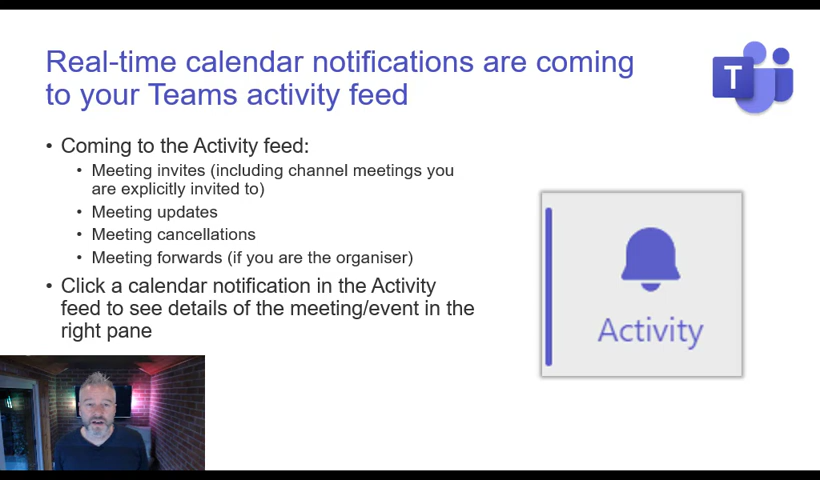 Real-time calendar notifications are coming
to your Teams activity feed
T
• Coming to the Activity feed:
• Meeting invites (including channel meetings you
are explicitly invited to)
• Meeting updates
• Meeting cancellations
• Meeting forwards (if you are the organiser)
• Click a calendar notification in the Activity
feed to see details of the meeting/event in the
right pane
Activity